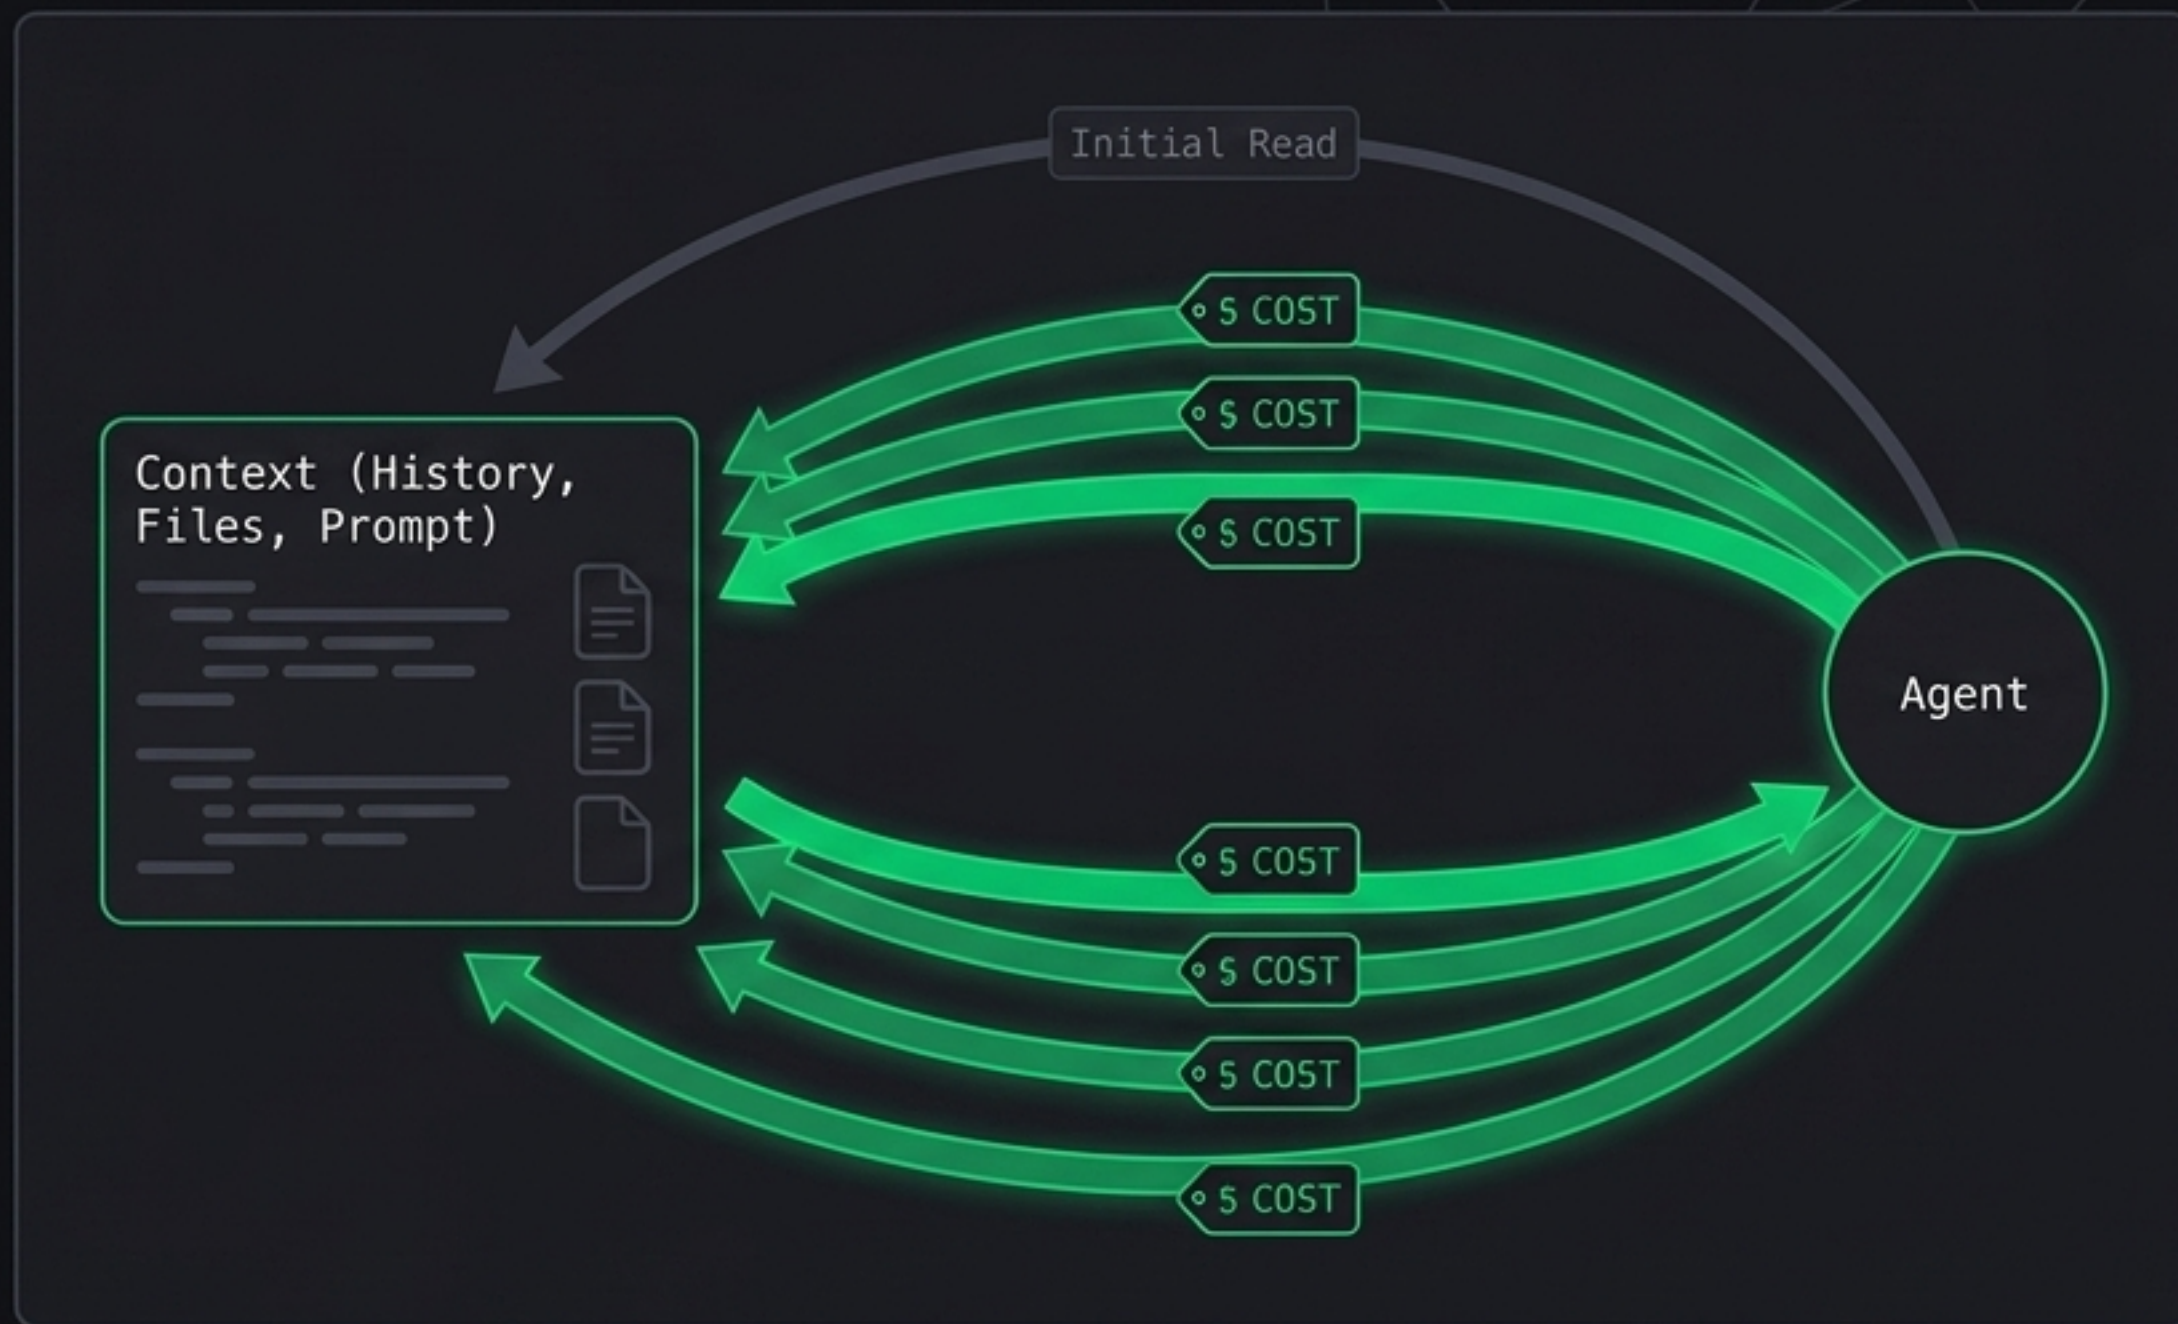 Initial Read
$ COST
$ COST
$ COST
Context (History,
Files, Prompt)
Agent
$ COST
$ COST
$ COST
$ COST